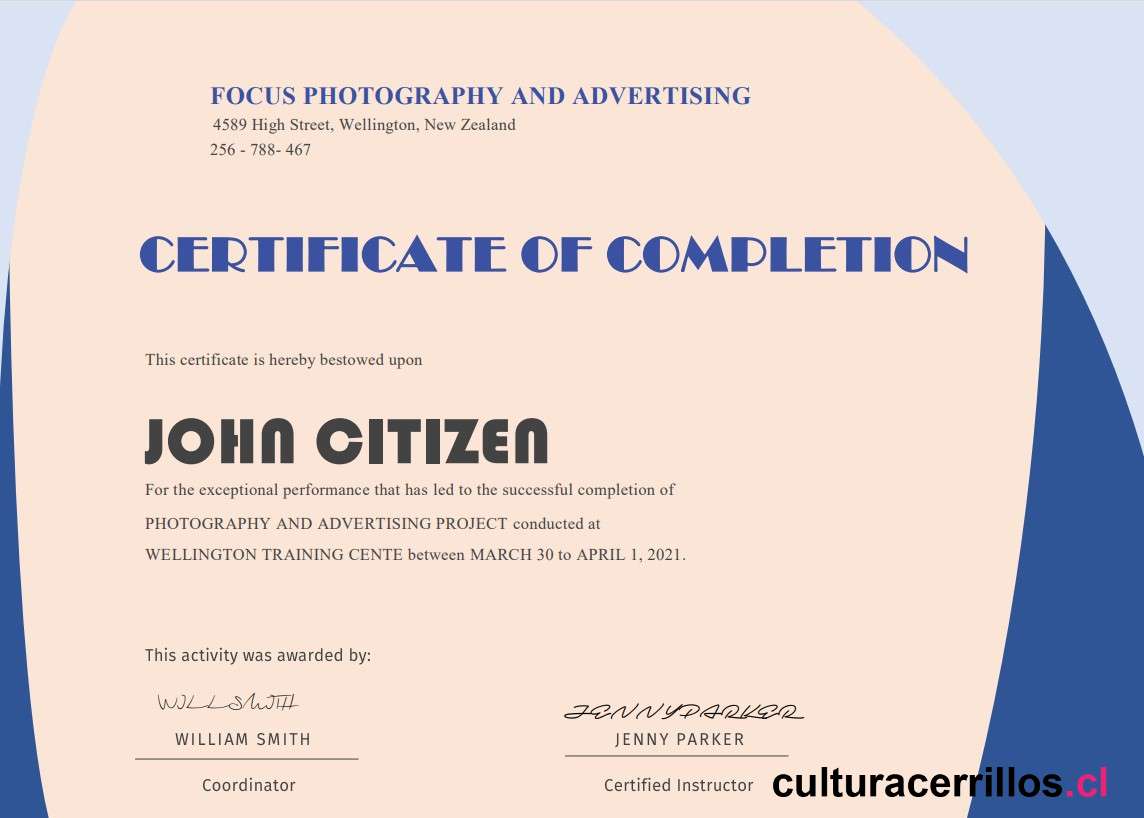 FOCUS PHOTOGRAPHY AND ADVERTISING
4589 High Street, Wellington, New Zealand
256 - 788- 467
CERTIFICATE OF COMPLETION
This certificate is hereby bestowed upon
JOHN CITIZEN
For the exceptional performance that has led to the successful completion of
PHOTOGRAPHY AND ADVERTISING PROJECT conducted at
WELLINGTON TRAINING CENTE between MARCH 30 to APRIL 1, 2021.
This activity was awarded by:
WILLSMITH JENNYPARKER
WILLIAM SMITH JENNY PARKER
Coordinator Certified Instructor
culturacerrillos.cl